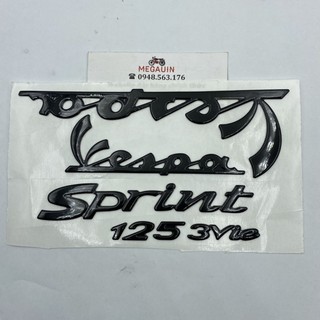 MEGAUIN
☎ 0948.563.176
Vespa
Vespa
Sprint
125 3Vie